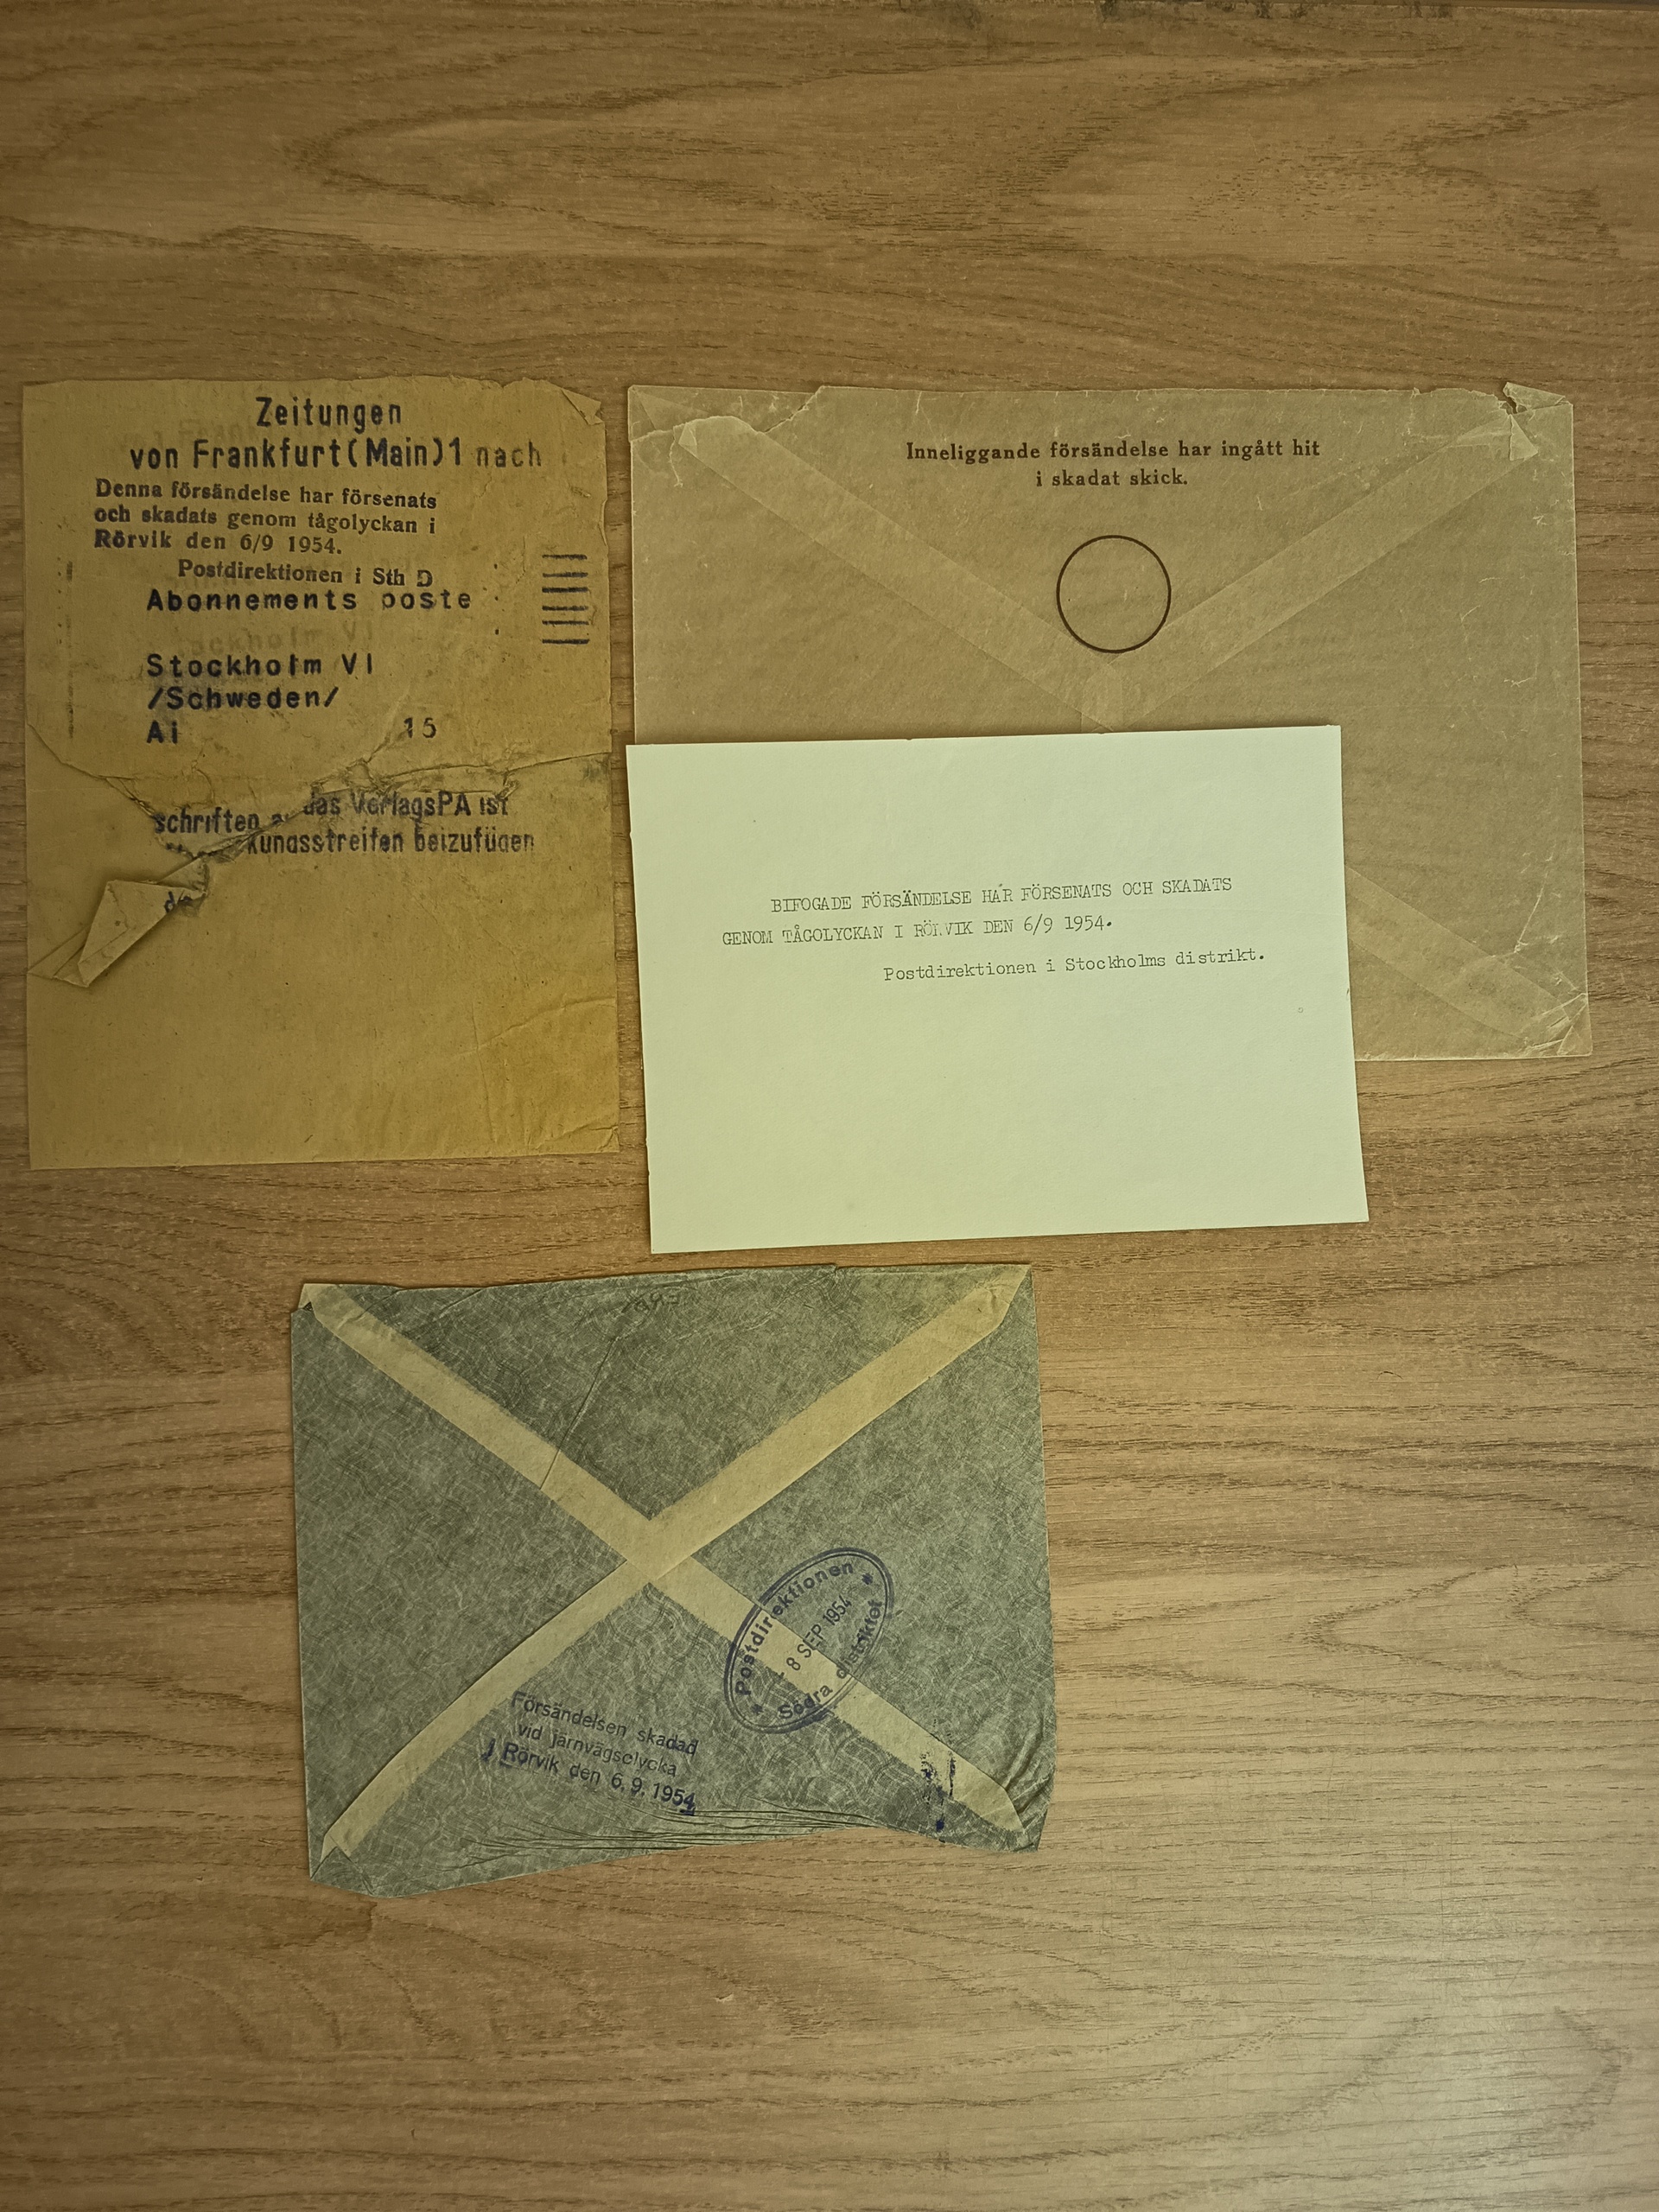 Zeitungen
von Frankfurt(Main)1 nach
Denna försändelse har försenats
och skadats genom tågolyckan i
Rörvik den 6/9 1954.
Postdirektionen i Sth D
Abonnements poste
Stockholm VI
/Schweden/
Ai 15
schriften das VerlagsPA ist
kungsstreifen beizufügen
Inneliggande försändelse har ingått hit
i skadat skick.
BIFOGADE FÖRSÄNDELSE HAR FÖRSENATS OCH SKADATS
GENOM TÅGOLYCKAN I RÖRVIK DEN 6/9 1954.
Postdirektionen i Stockholms distrikt.
Postdirektionen
- 8 SEP 1954
Södra distriktet
Försändelsen skadad
vid järnvägsolycka
i Rörvik den 6. 9. 1954